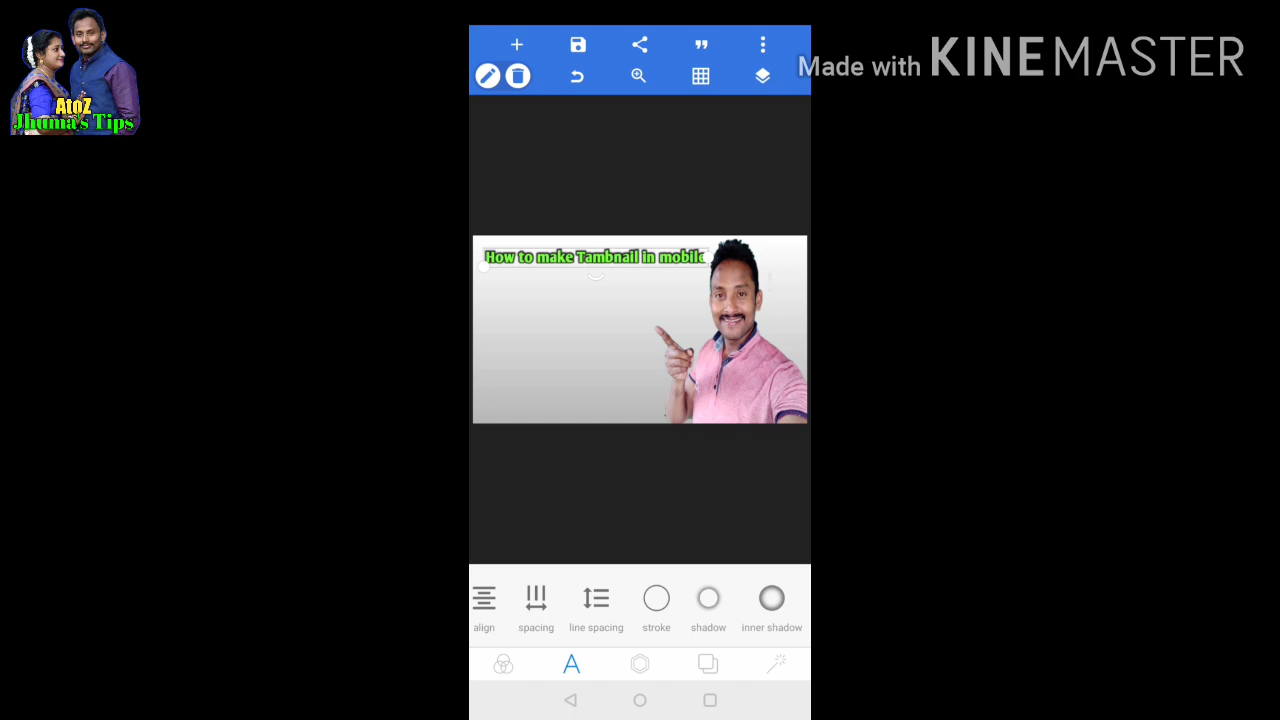 AtoZ
Jhuma's Tips
Made with KINEMASTER
How to make Tambnail in mobile
align
spacing
line spacing
stroke
shadow
inner shadow